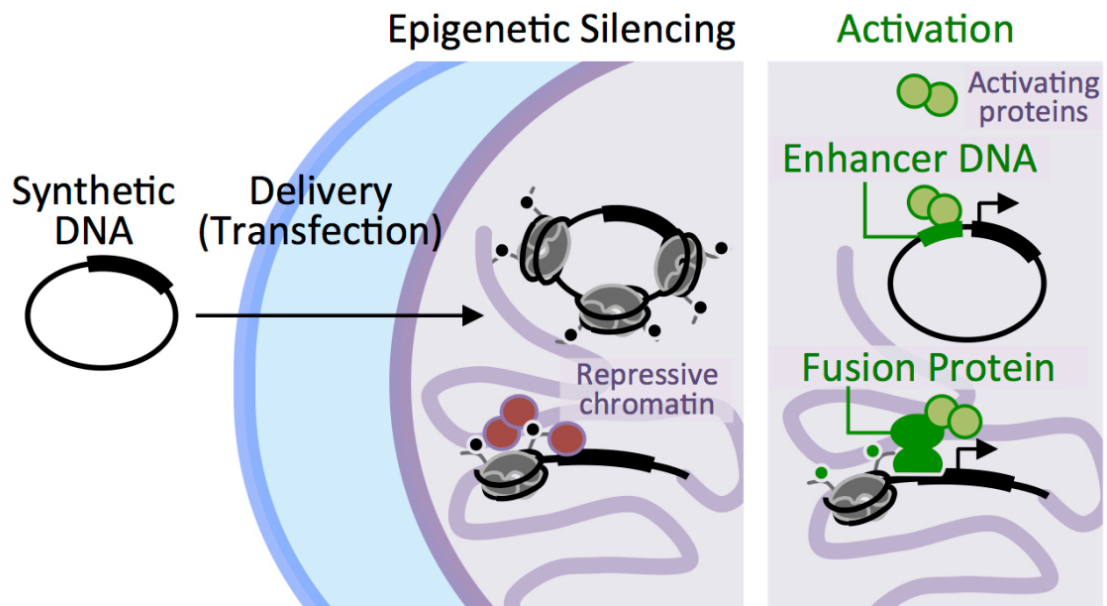 Epigenetic Silencing
Activation
Activating
proteins
Enhancer DNA
Synthetic
DNA
Delivery
(Transfection)
Repressive
chromatin
Fusion Protein